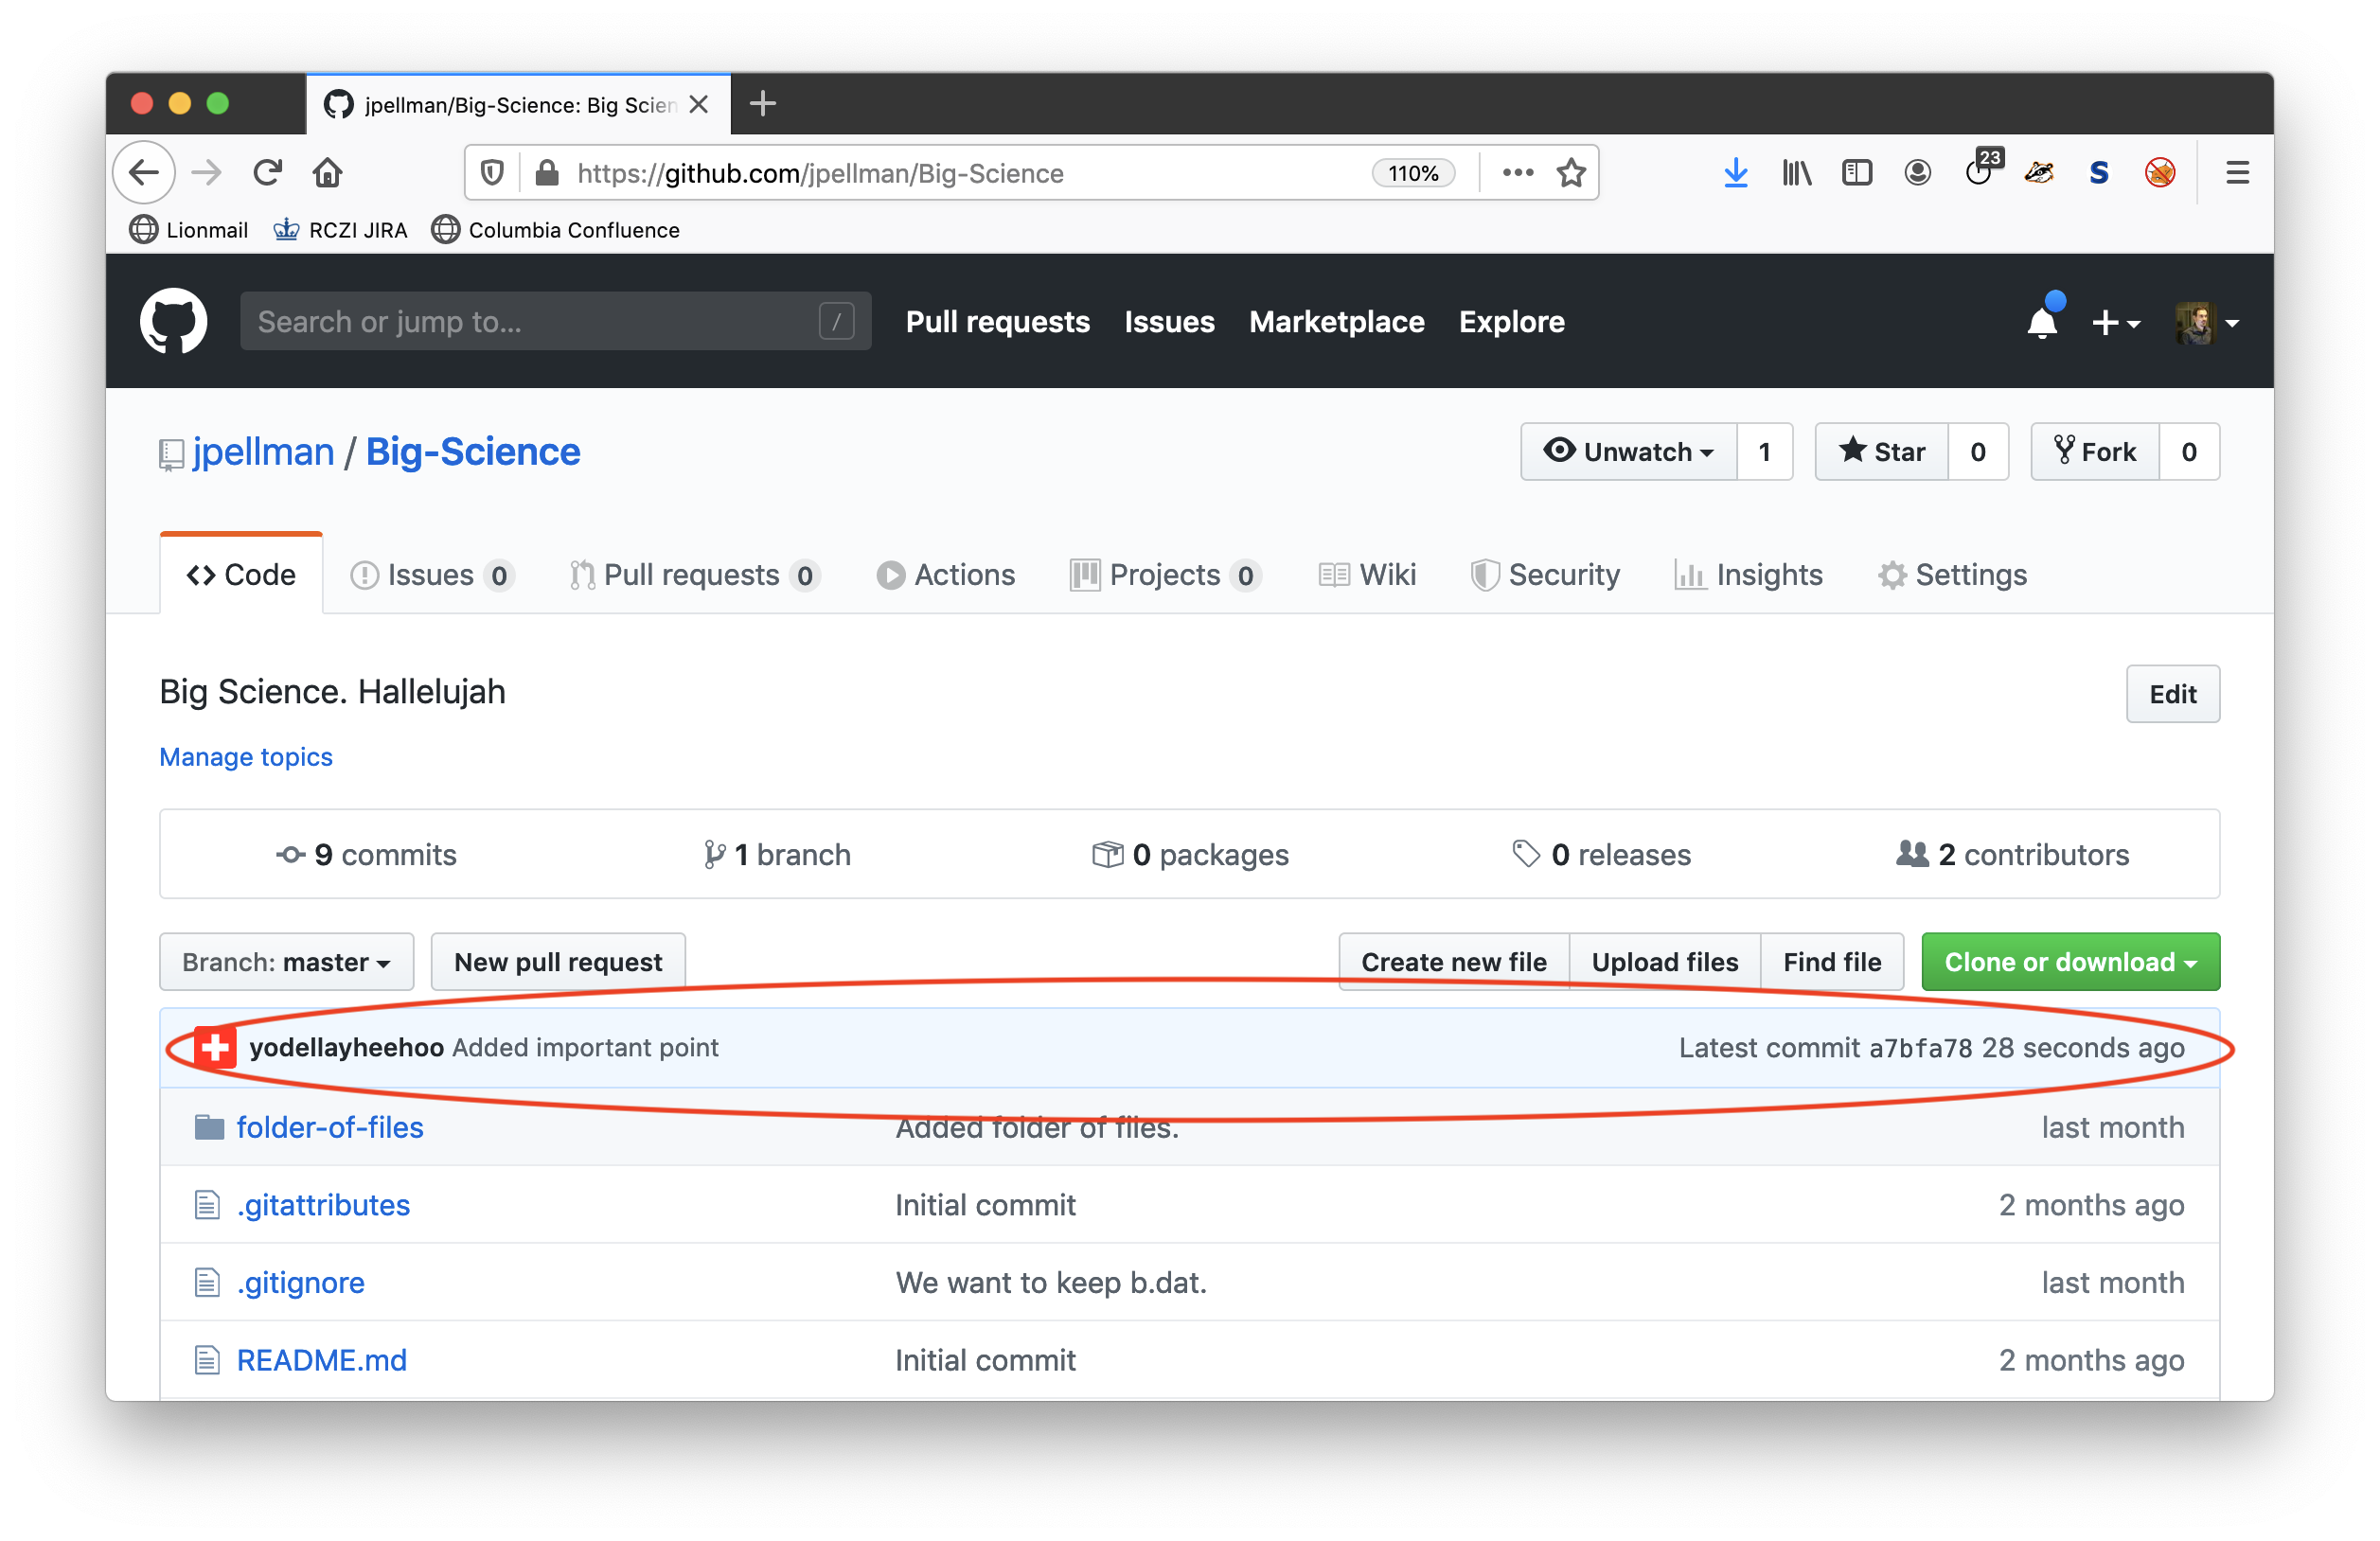 jpellman/Big-Science: Big Scien
https://github.com/jpellman/Big-Science 110% 23 S
Lionmail RCZI JIRA Columbia Confluence
Search or jump to... / Pull requests Issues Marketplace Explore
jpellman / Big-Science Unwatch 1 Star 0 Fork 0
Code Issues 0 Pull requests 0 Actions Projects 0 Wiki Security Insights Settings
Big Science. Hallelujah Edit
Manage topics
9 commits 1 branch 0 packages 0 releases 2 contributors
Branch: master New pull request Create new file Upload files Find file Clone or download
yodellayheehoo Added important point Latest commit a7bfa78 28 seconds ago
folder-of-files Added folder of files. last month
.gitattributes Initial commit 2 months ago
.gitignore We want to keep b.dat. last month
README.md Initial commit 2 months ago